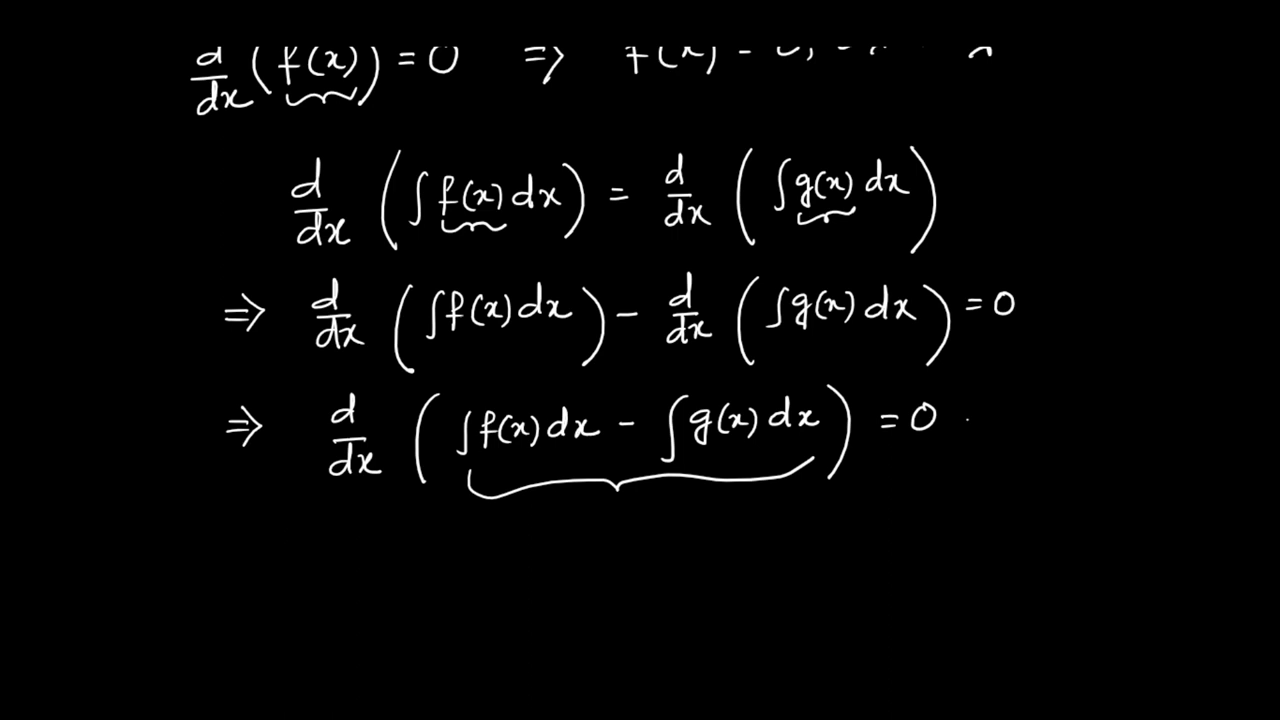 d/dx (f(x)) = 0 ⇒
d/dx (∫f(x) dx) = d/dx (∫g(x) dx)
⇒ d/dx (∫f(x) dx) - d/dx (∫g(x) dx) = 0
⇒ d/dx (∫f(x) dx - ∫g(x) dx) = 0